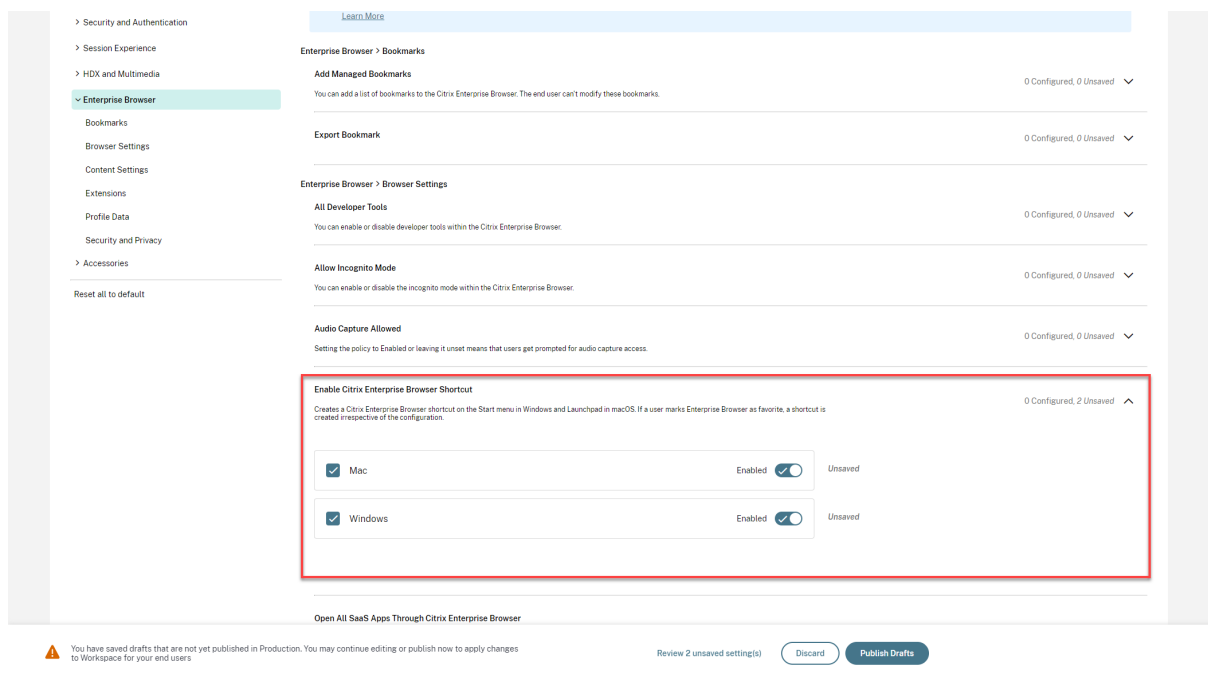 Security and Authentication
Session Experience
HDX and Multimedia
Enterprise Browser
Bookmarks
Browser Settings
Content Settings
Extensions
Profile Data
Security and Privacy
Accessories
Reset all to default
Learn More
Enterprise Browser > Bookmarks
Add Managed Bookmarks
You can add a list of bookmarks to the Citrix Enterprise Browser. The end user can't modify these bookmarks.
0 Configured, 0 Unsaved
Export Bookmark
0 Configured, 0 Unsaved
Enterprise Browser > Browser Settings
All Developer Tools
You can enable or disable developer tools within the Citrix Enterprise Browser.
0 Configured, 0 Unsaved
Allow Incognito Mode
You can enable or disable the incognito mode within the Citrix Enterprise Browser.
0 Configured, 0 Unsaved
Audio Capture Allowed
Setting the policy to Enabled or leaving it unset means that users get prompted for audio capture access.
0 Configured, 0 Unsaved
Enable Citrix Enterprise Browser Shortcut
Creates a Citrix Enterprise Browser shortcut on the Start menu in Windows and Launchpad in macOS. If a user marks Enterprise Browser as favorite, a shortcut is
created irrespective of the configuration.
0 Configured, 2 Unsaved
Mac Enabled Unsaved
Windows Enabled Unsaved
Open All SaaS Apps Through Citrix Enterprise Browser
You have saved drafts that are not yet published in Production. You may continue editing or publish now to apply changes
to Workspace for your end users
Review 2 unsaved setting(s)
Discard
Publish Drafts